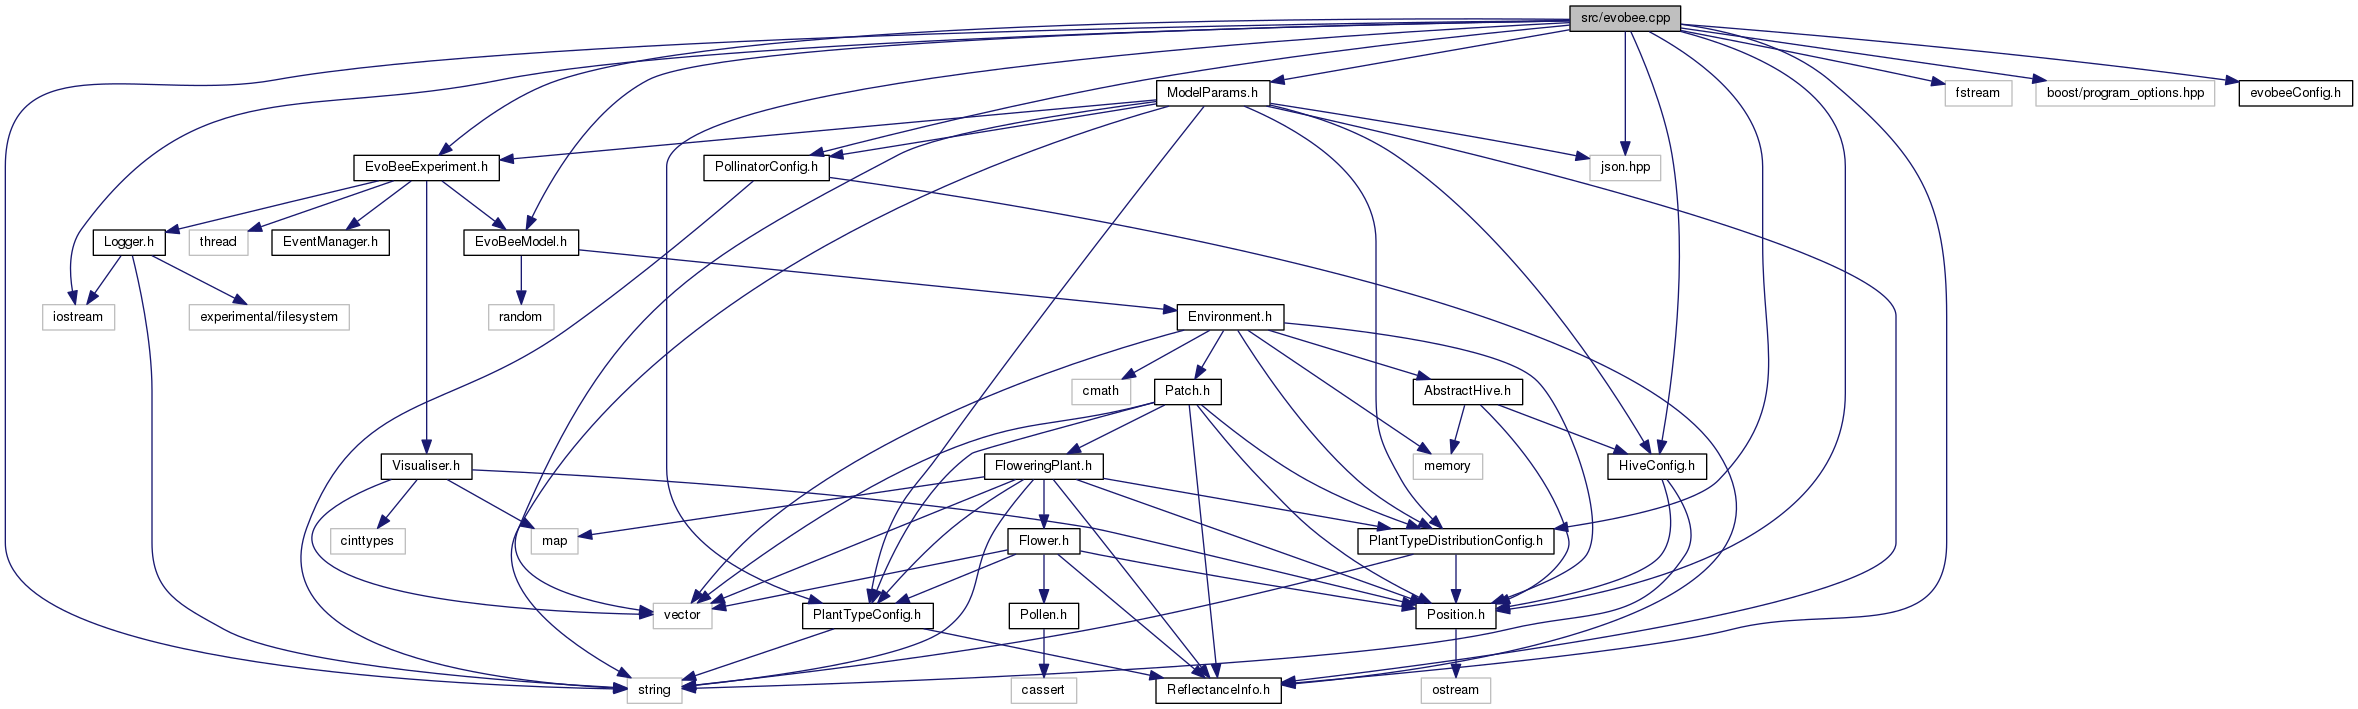 src/evobee.cpp
ModelParams.h
fstream
boost/program_options.hpp
evobeeConfig.h
EvoBeeExperiment.h
PollinatorConfig.h
json.hpp
Logger.h
thread
EventManager.h
EvoBeeModel.h
iostream
experimental/filesystem
random
Environment.h
cmath
Patch.h
AbstractHive.h
Visualiser.h
FloweringPlant.h
memory
HiveConfig.h
cinttypes
map
Flower.h
PlantTypeDistributionConfig.h
vector
PlantTypeConfig.h
Pollen.h
Position.h
string
cassert
ReflectanceInfo.h
ostream